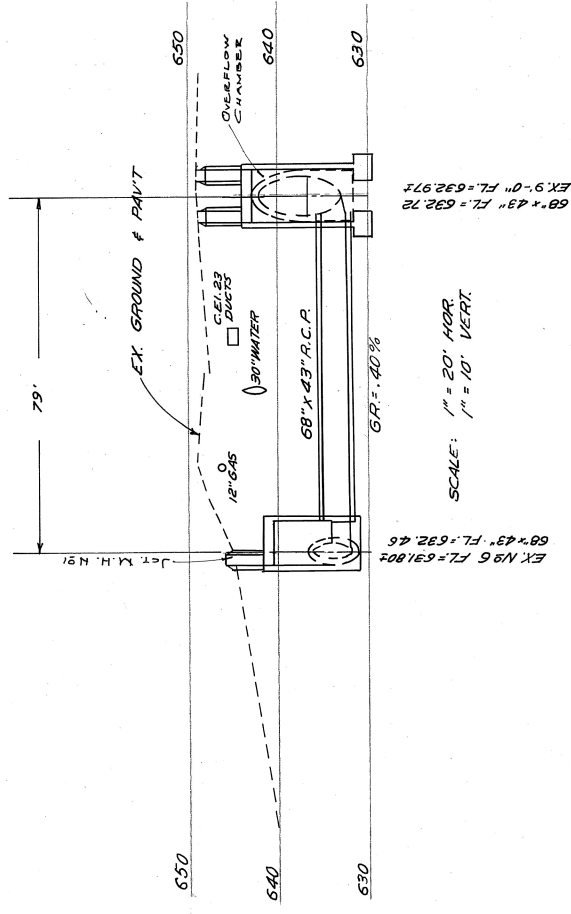 650
640
630
79'
EX. GROUND & PAV'T
OVERFLOW
CHAMBER
C.E.I. 23
DUCTS
30" WATER
12" GAS
JCT. M.H. Nº1
68" X 43" R.C.P.
GR. = .40%
650
640
630
EX. Nº 6 FL. = 631.80±
68" x 43" FL. = 632.46
EX. 9'-0" FL. = 632.97±
68" x 43" FL. = 632.72
SCALE: 1" = 20' HOR.
1" = 10' VERT.